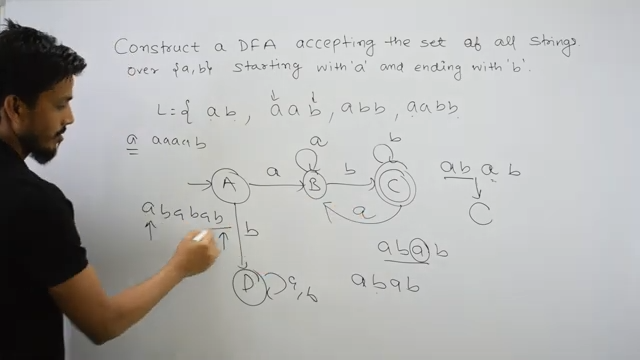 Construct a DFA accepting the set of all strings
over {a,b} starting with 'a' and ending with 'b'.
L={ ab, aab, abb, aabb
a aaaab
a b
A a B b C
ab ab
C
a
ababab
b
abab
abab
D a,b